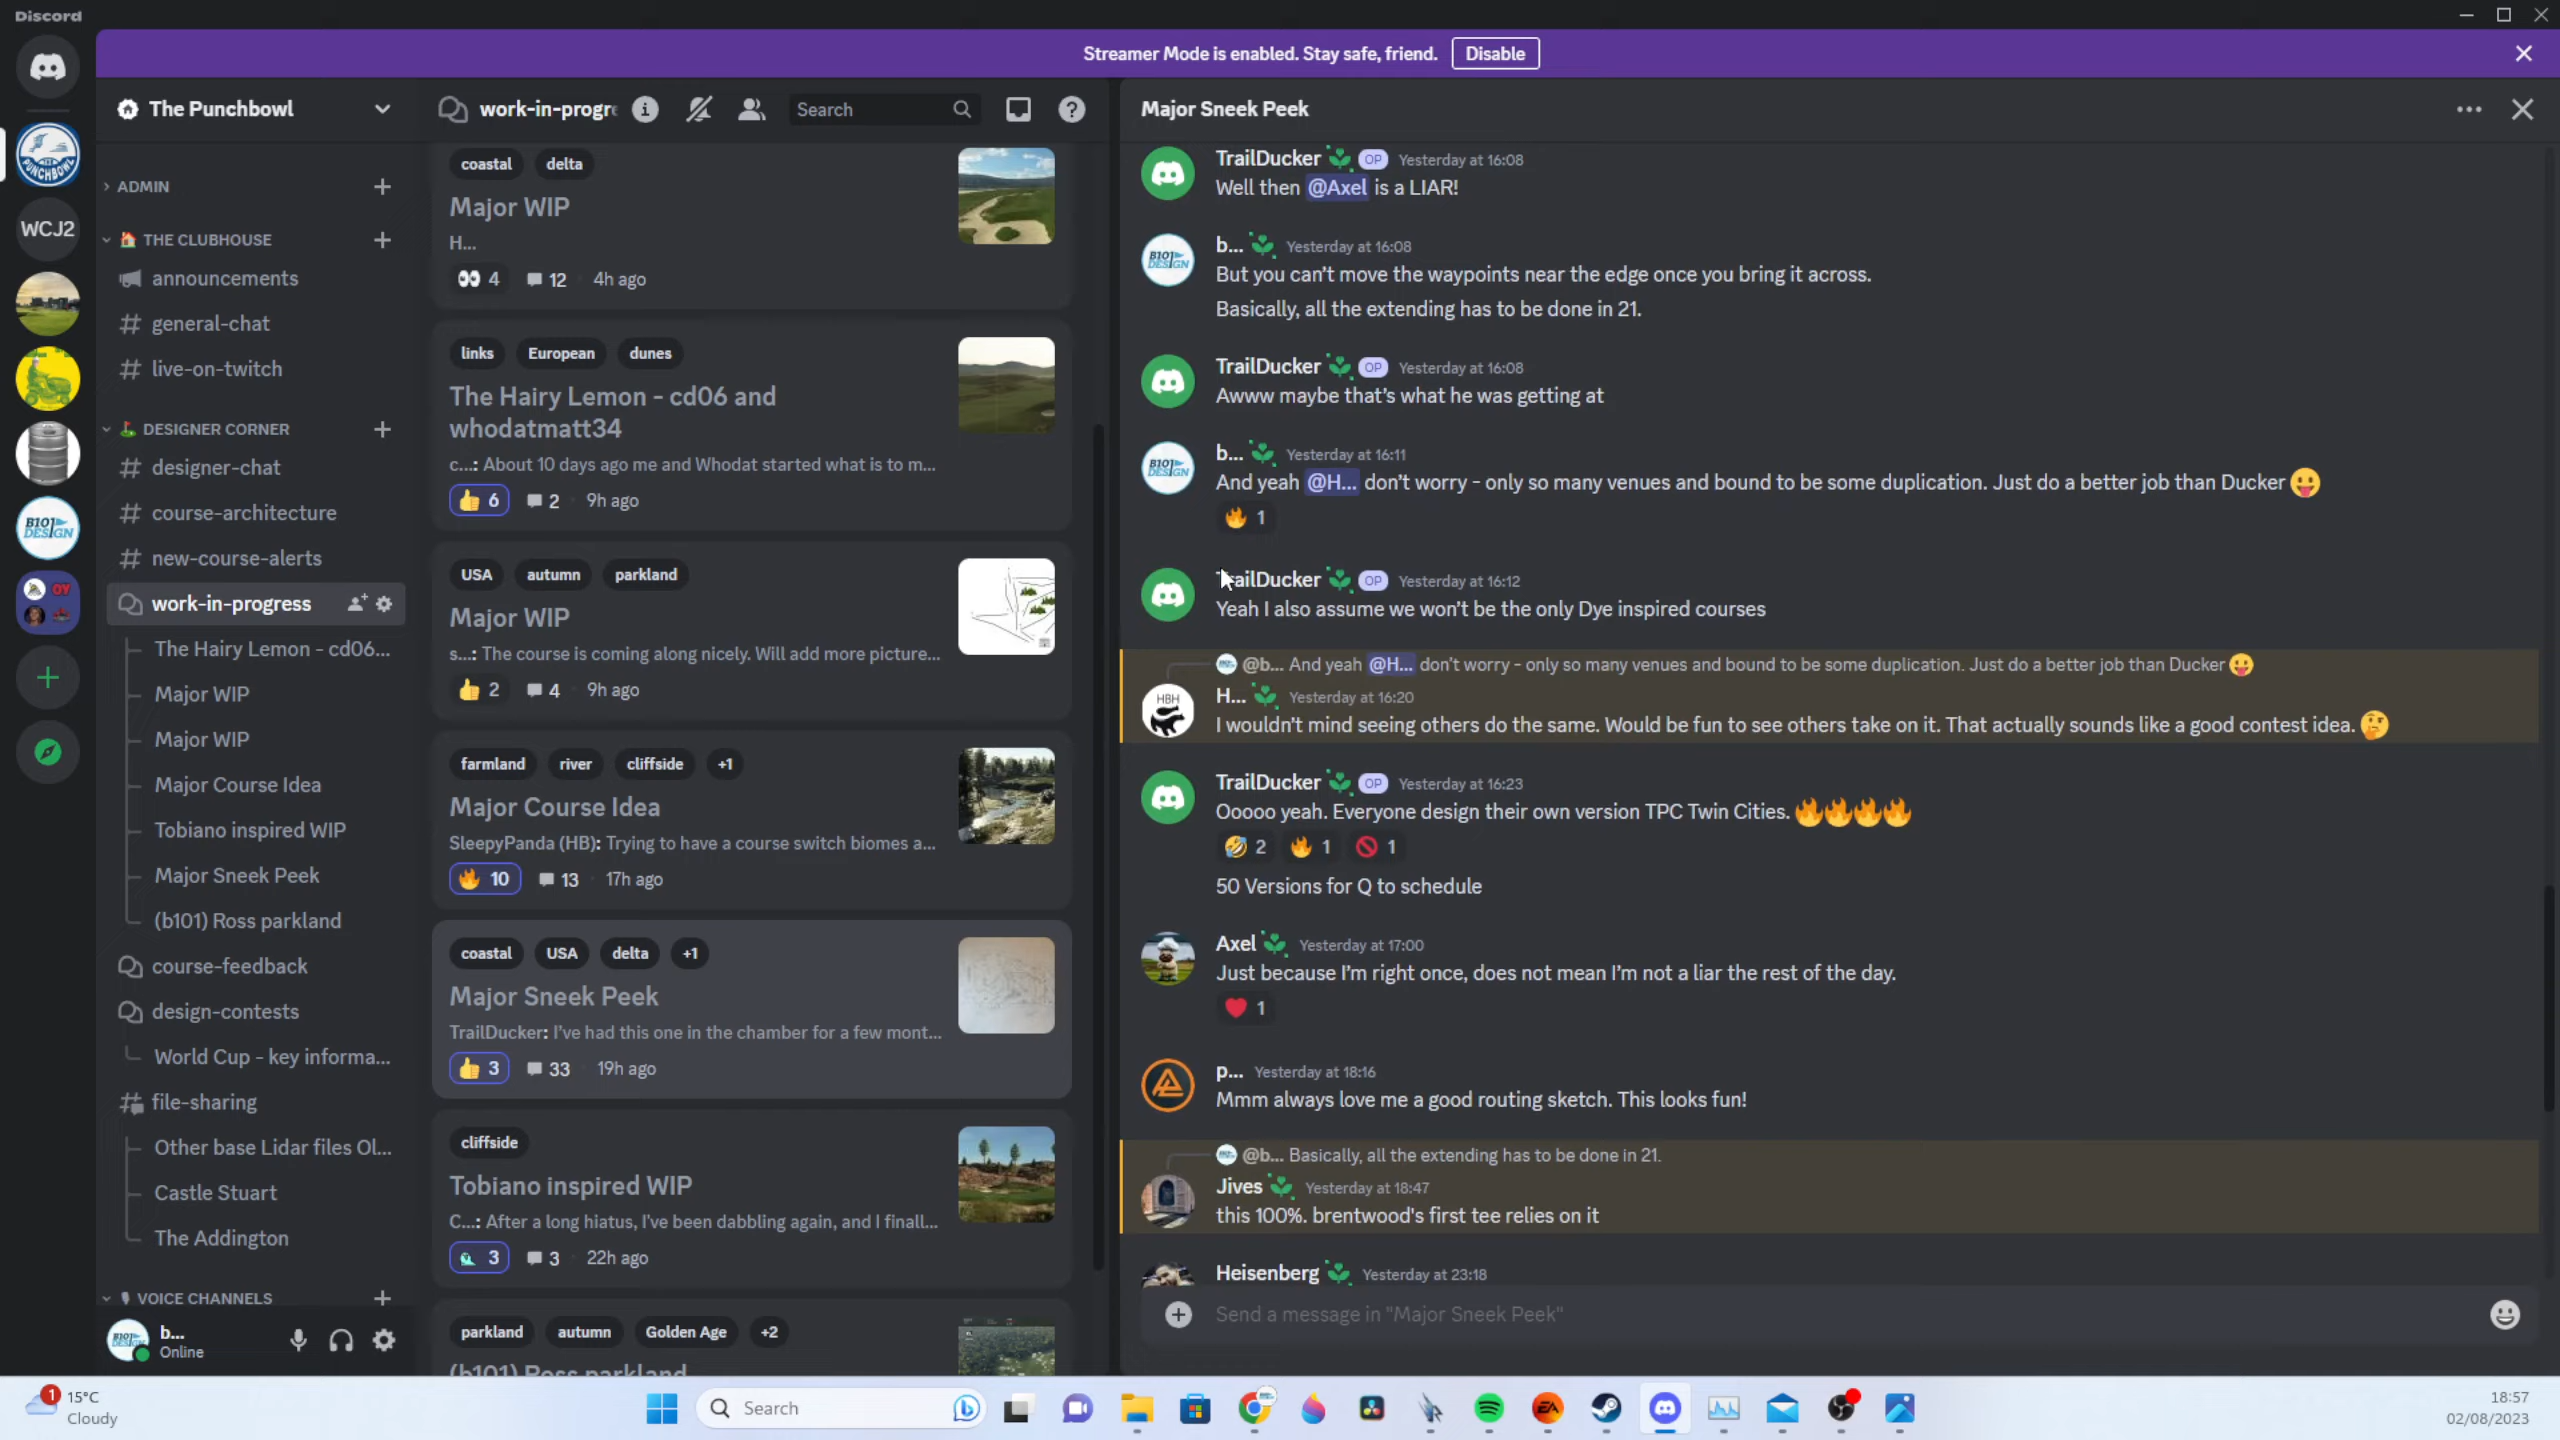 Discord
Streamer Mode is enabled. Stay safe, friend.
Disable
The Punchbowl
ADMIN
THE CLUBHOUSE
announcements
general-chat
live-on-twitch
DESIGNER CORNER
designer-chat
course-architecture
new-course-alerts
work-in-progress
The Hairy Lemon - cd06...
Major WIP
Major WIP
Major Course Idea
Tobiano inspired WIP
Major Sneek Peek
(b101) Ross parkland
course-feedback
design-contests
World Cup - key informa...
file-sharing
Other base Lidar files Ol...
Castle Stuart
The Addington
VOICE CHANNELS
b...
Online
WCJ2
B101
DESIGN
work-in-progre
Search
coastal delta
Major WIP
H...
4 12 4h ago
links European dunes
The Hairy Lemon - cd06 and
whodatmatt34
c...: About 10 days ago me and Whodat started what is to m...
6 2 9h ago
USA autumn parkland
Major WIP
s...: The course is coming along nicely. Will add more picture...
2 4 9h ago
farmland river cliffside +1
Major Course Idea
SleepyPanda (HB): Trying to have a course switch biomes a...
10 13 17h ago
coastal USA delta +1
Major Sneek Peek
TrailDucker: I've had this one in the chamber for a few mont...
3 33 19h ago
cliffside
Tobiano inspired WIP
C...: After a long hiatus, I've been dabbling again, and I finall...
3 3 22h ago
parkland autumn Golden Age +2
(b101) Ross parkland
Major Sneek Peek
TrailDucker OP Yesterday at 16:08
Well then @Axel is a LIAR!
b... Yesterday at 16:08
But you can't move the waypoints near the edge once you bring it across.
Basically, all the extending has to be done in 21.
TrailDucker OP Yesterday at 16:08
Awww maybe that's what he was getting at
b... Yesterday at 16:11
And yeah @H... don't worry - only so many venues and bound to be some duplication. Just do a better job than Ducker 😛
🔥 1
TrailDucker OP Yesterday at 16:12
Yeah I also assume we won't be the only Dye inspired courses
@b... And yeah @H... don't worry - only so many venues and bound to be some duplication. Just do a better job than Ducker 😛
H... Yesterday at 16:20
I wouldn't mind seeing others do the same. Would be fun to see others take on it. That actually sounds like a good contest idea. 🤔
TrailDucker OP Yesterday at 16:23
Ooooo yeah. Everyone design their own version TPC Twin Cities. 🔥🔥🔥🔥
🤣 2 🔥 1 🚫 1
50 Versions for Q to schedule
Axel Yesterday at 17:00
Just because I'm right once, does not mean I'm not a liar the rest of the day.
❤️ 1
p... Yesterday at 18:16
Mmm always love me a good routing sketch. This looks fun!
@b... Basically, all the extending has to be done in 21.
Jives Yesterday at 18:47
this 100%. brentwood's first tee relies on it
Heisenberg Yesterday at 23:18
Send a message in "Major Sneek Peek"
1 15°C
Cloudy
Search
18:57
02/08/2023